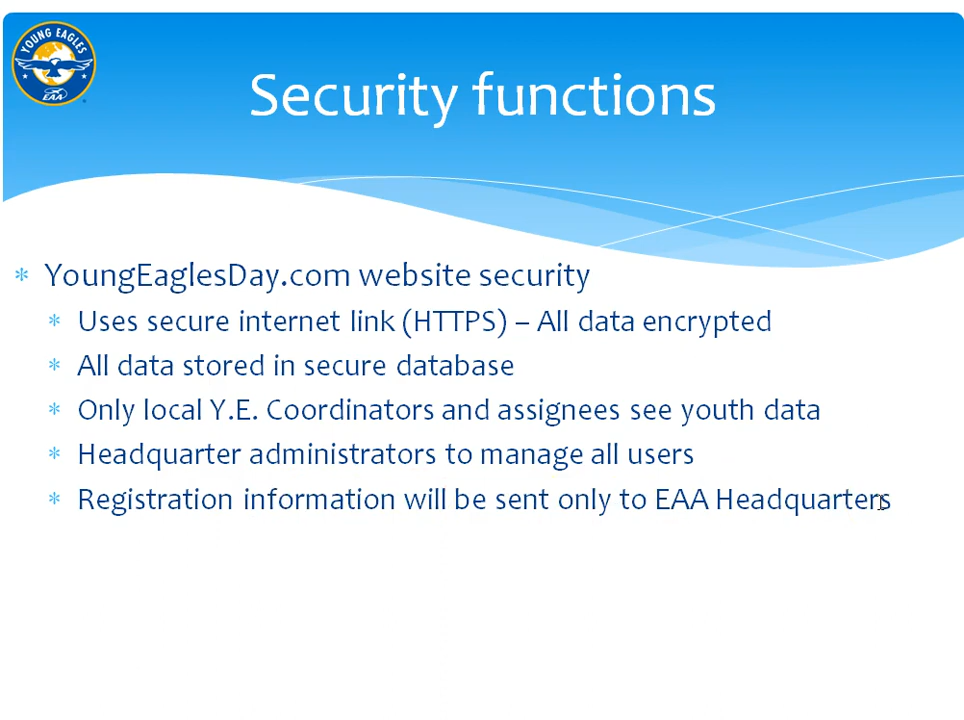 YOUNG EAGLES
EAA
Security functions
* YoungEaglesDay.com website security
* Uses secure internet link (HTTPS) – All data encrypted
* All data stored in secure database
* Only local Y.E. Coordinators and assignees see youth data
* Headquarter administrators to manage all users
* Registration information will be sent only to EAA Headquarters